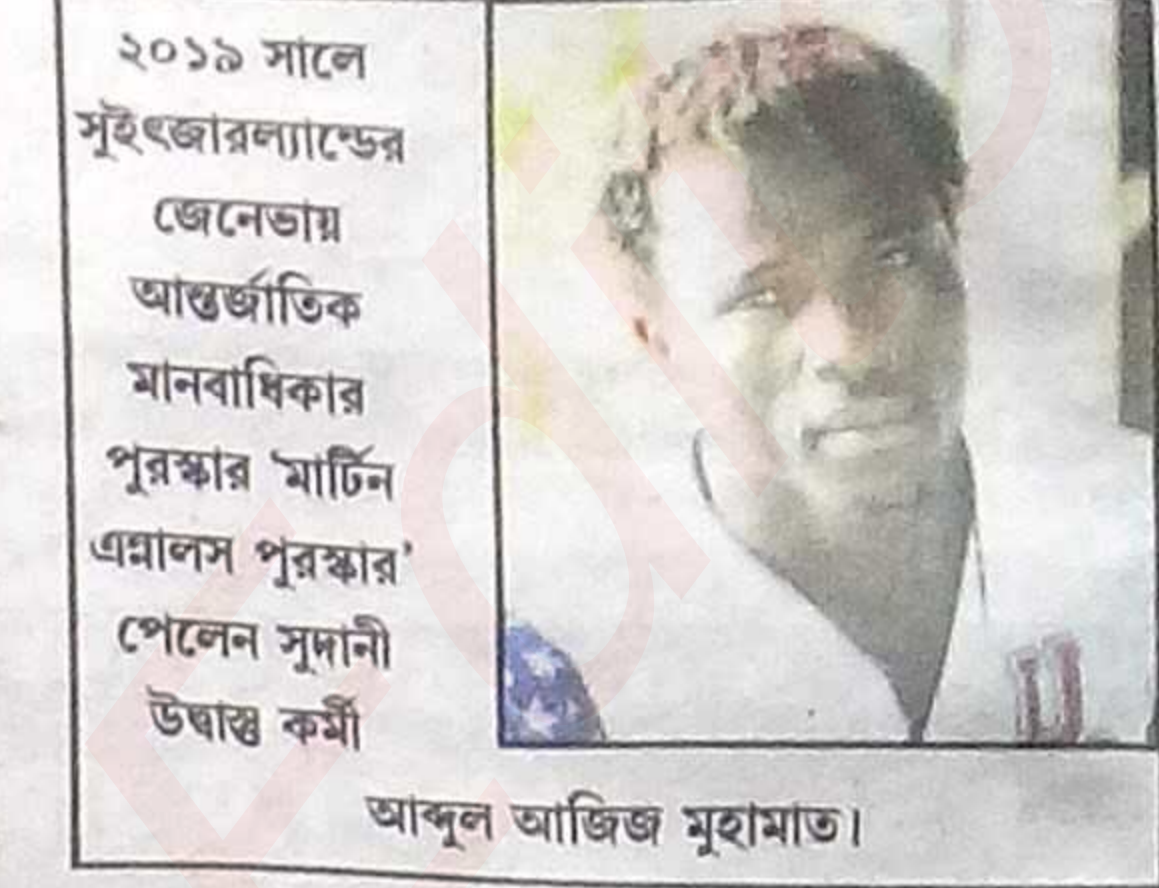 ২০১৯ সালে
সুইৎজারল্যান্ডের
জেনেভায়
আন্তর্জাতিক
মানবাধিকার
পুরস্কার 'মার্টিন
এন্নালস পুরস্কার'
পেলেন সুদানী
উদ্বাস্তু কর্মী
আব্দুল আজিজ মুহামাত।